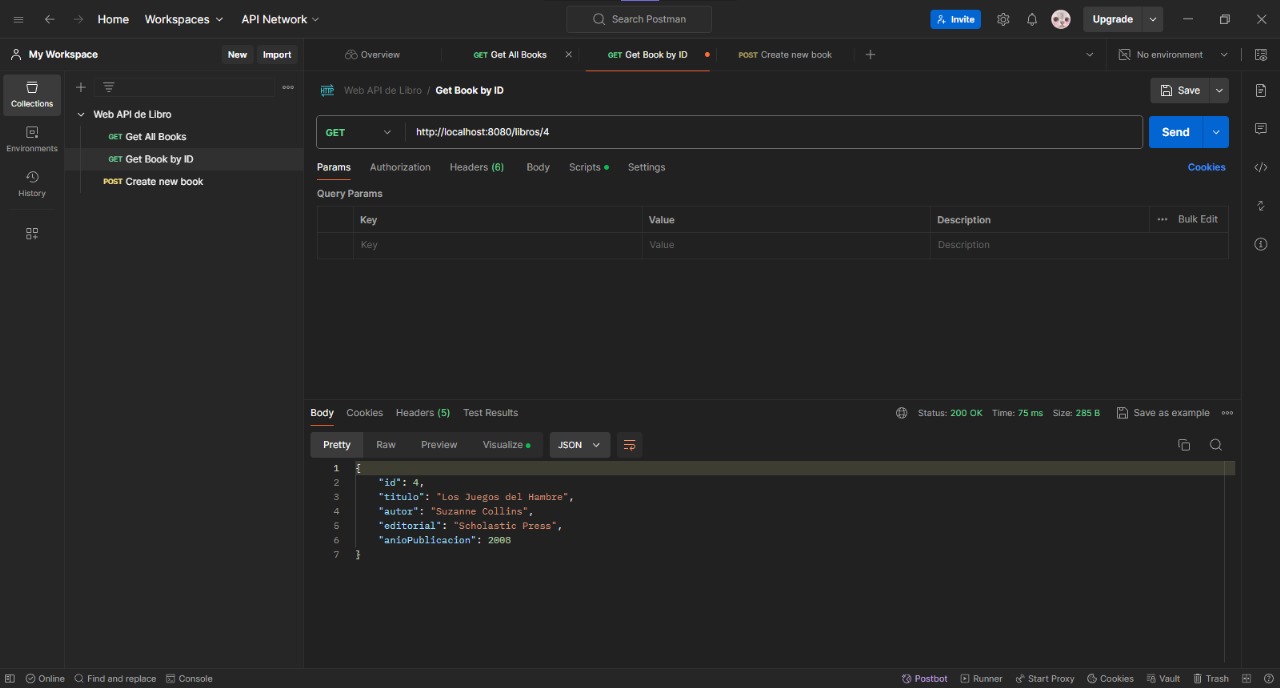 Home Workspaces API Network Search Postman Invite Upgrade
My Workspace New Import Overview GET Get All Books GET Get Book by ID POST Create new book No environment
Collections
Environments
History
Web API de Libro
GET Get All Books
GET Get Book by ID
POST Create new book
HTTP Web API de Libro / Get Book by ID Save
GET http://localhost:8080/libros/4 Send
Params Authorization Headers (6) Body Scripts Settings Cookies
Query Params
Key Value Description Bulk Edit
Key Value Description
Body Cookies Headers (5) Test Results Status: 200 OK Time: 75 ms Size: 285 B Save as example
Pretty Raw Preview Visualize JSON
1 {
2 "id": 4,
3 "titulo": "Los Juegos del Hambre",
4 "autor": "Suzanne Collins",
5 "editorial": "Scholastic Press",
6 "anioPublicacion": 2008
7 }
Online Find and replace Console Postbot Runner Start Proxy Cookies Vault Trash